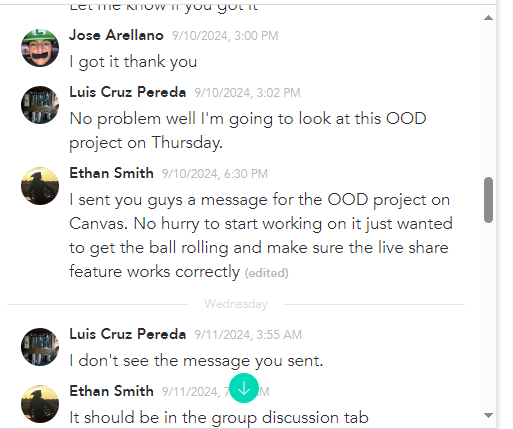 Let me know if you got it
Jose Arellano 9/10/2024, 3:00 PM
I got it thank you
Luis Cruz Pereda 9/10/2024, 3:02 PM
No problem well I'm going to look at this OOD
project on Thursday.
Ethan Smith 9/10/2024, 6:30 PM
I sent you guys a message for the OOD project on
Canvas. No hurry to start working on it just wanted
to get the ball rolling and make sure the live share
feature works correctly (edited)
Wednesday
Luis Cruz Pereda 9/11/2024, 3:55 AM
I don't see the message you sent.
Ethan Smith 9/11/2024,
It should be in the group discussion tab